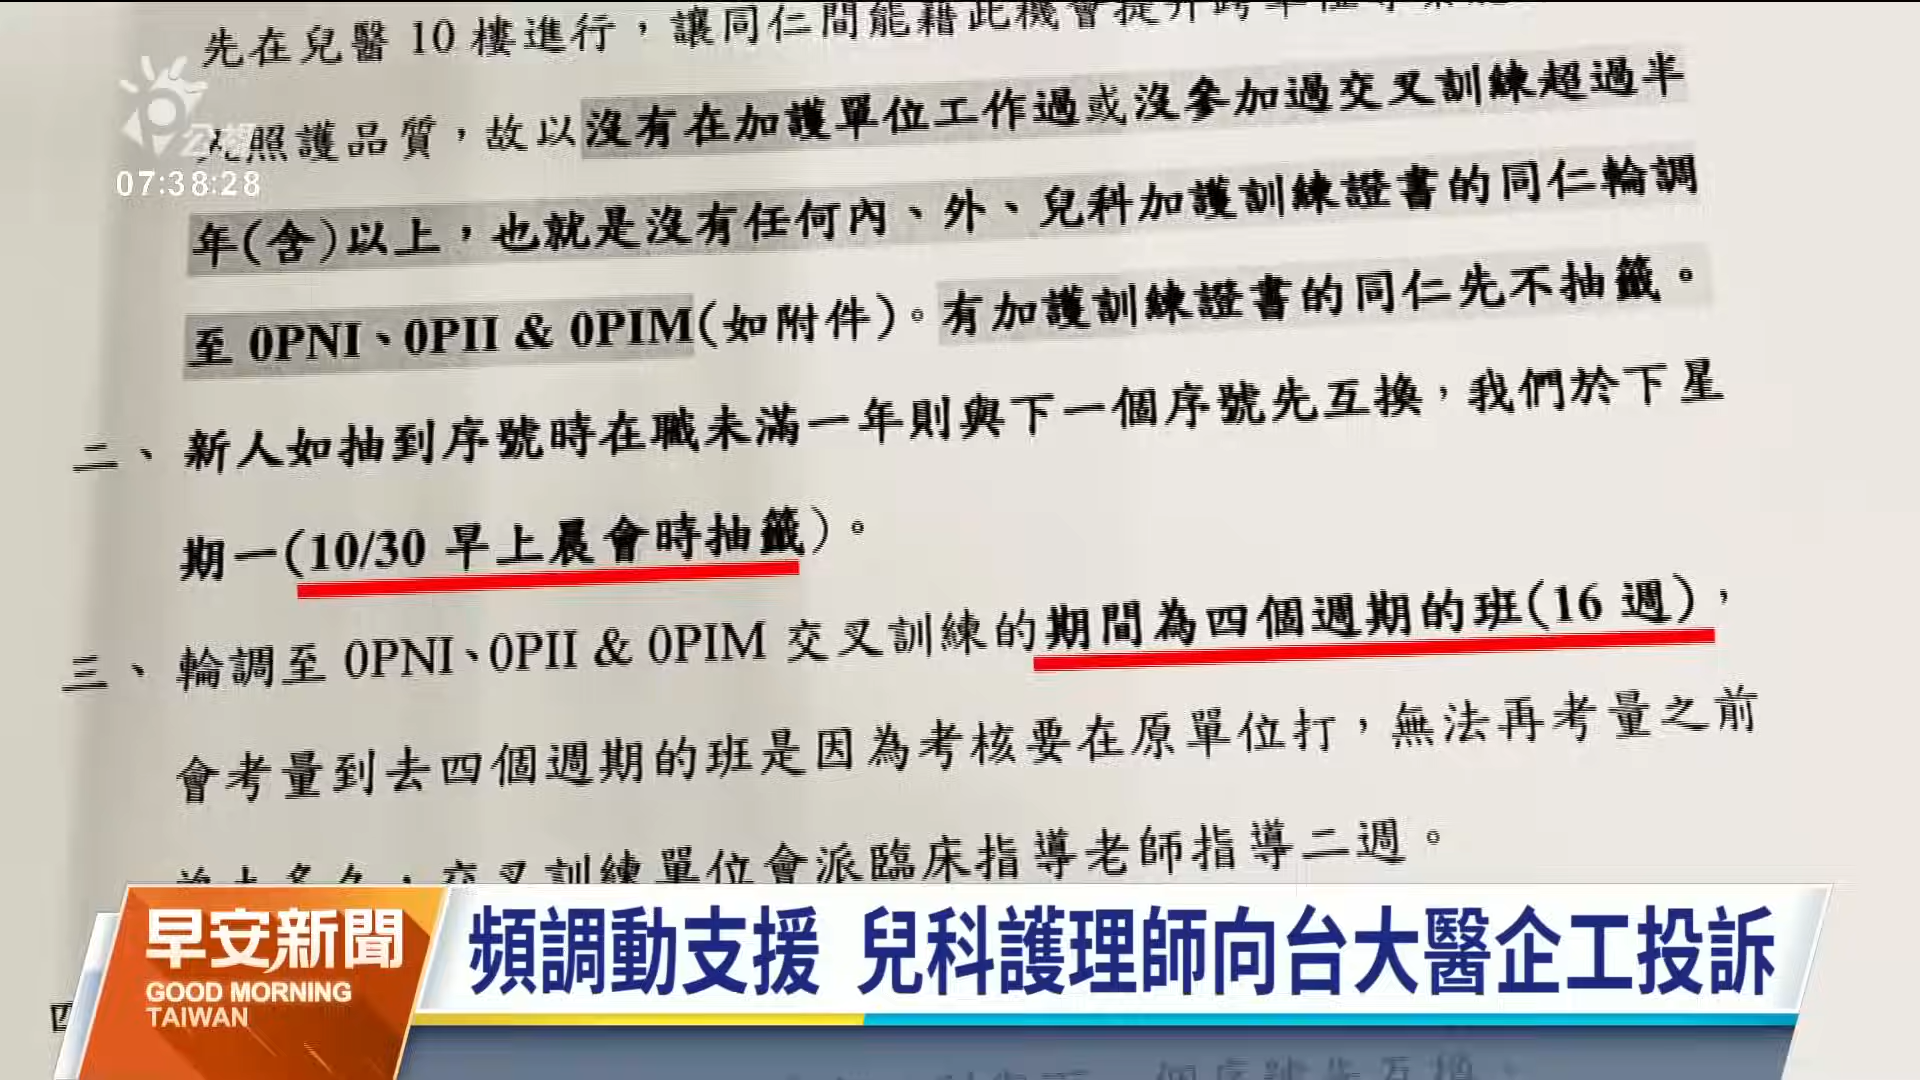 先在兒醫 10 樓進行，讓同仁間能藉此機會提升跨單位
照護品質，故以沒有在加護單位工作過或沒參加過交叉訓練超過半
公視
07:38:28
年(含)以上，也就是沒有任何內、外、兒科加護訓練證書的同仁輪調
至 0PNI、0PII & 0PIM(如附件)。有加護訓練證書的同仁先不抽籤。
二、新人如抽到序號時在職未滿一年則與下一個序號先互換，我們於下星
期一(10/30 早上晨會時抽籤)。
三、輪調至 0PNI、0PII & 0PIM 交叉訓練的期間為四個週期的班(16 週)，
會考量到去四個週期的班是因為考核要在原單位打，無法再考量之前
交叉訓練單位會派臨床指導老師指導二週。
早安新聞
GOOD MORNING
TAIWAN
頻調動支援 兒科護理師向台大醫企工投訴